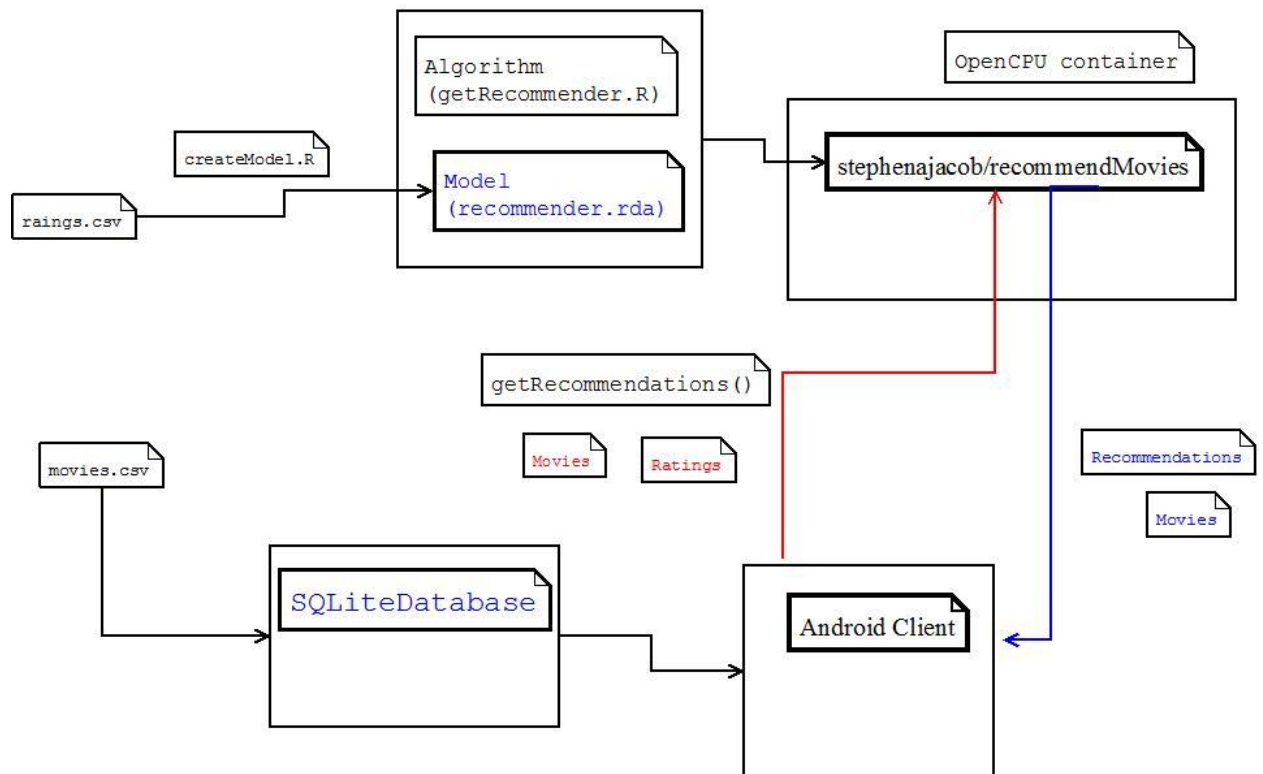 Algorithm
(getRecommender.R)
OpenCPU container
createModel.R
stephenajacob/recommendMovies
Model
(recommender.rda)
raings.csv
getRecommendations()
Movies
Ratings
movies.csv
Recommendations
Movies
SQLiteDatabase
Android Client